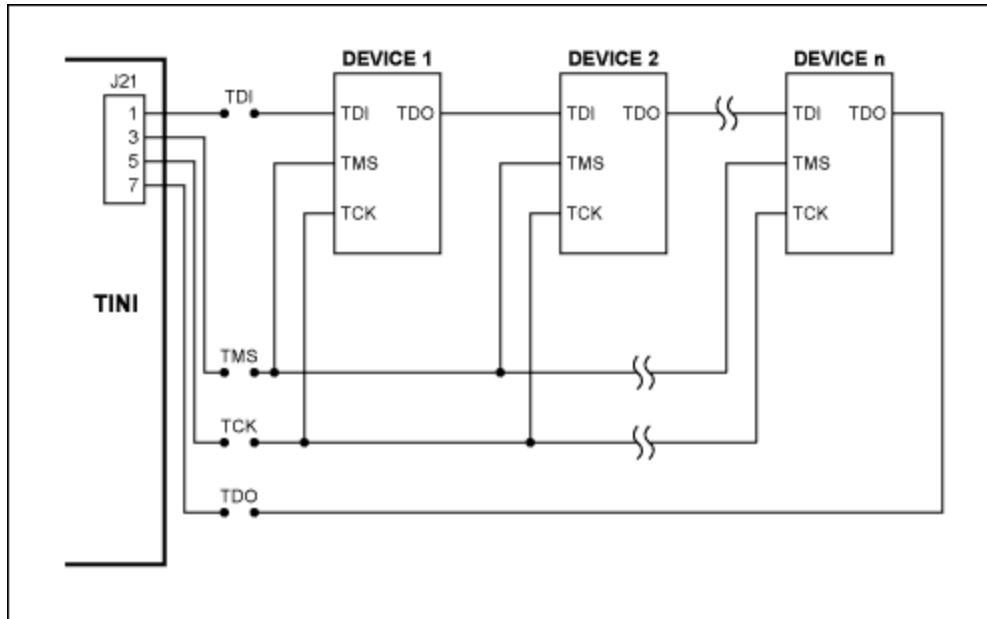 DEVICE 1 DEVICE 2 DEVICE n
J21
TDI
1 TDI TDO TDI TDO TDI TDO
3
5 TMS TMS TMS
7
TCK TCK TCK
TINI
TMS
TCK
TDO